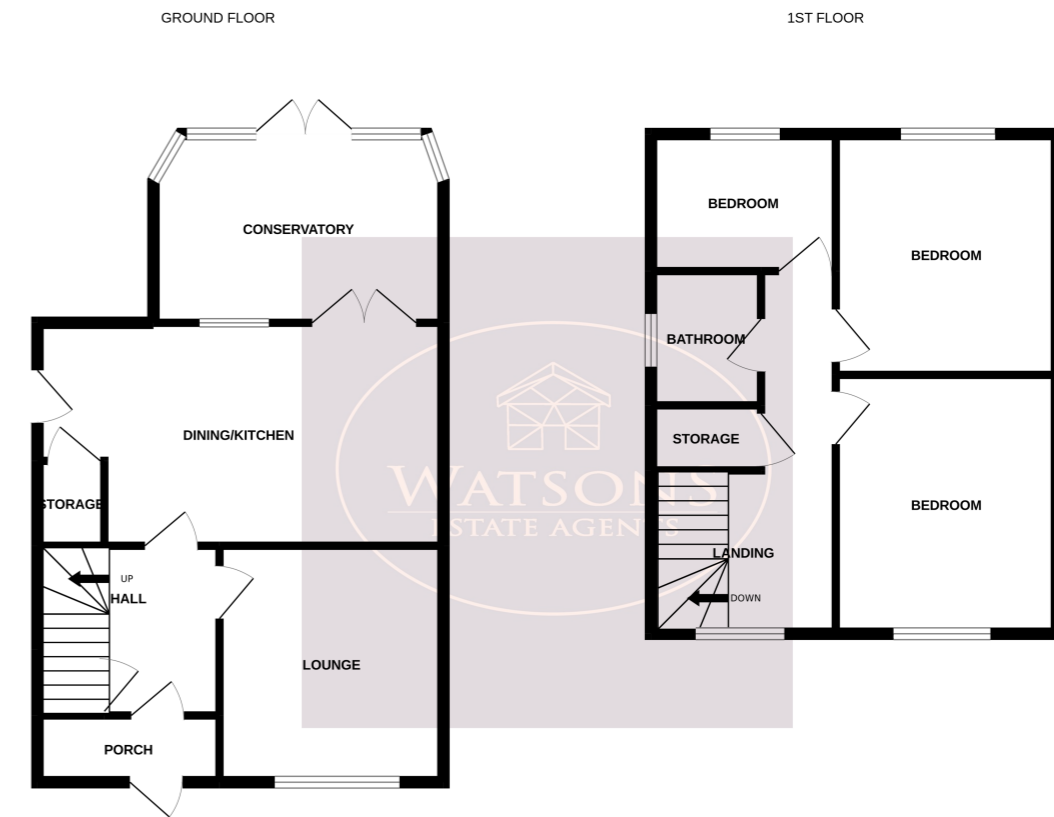 GROUND FLOOR
CONSERVATORY
DINING/KITCHEN
STORAGE
UP
HALL
LOUNGE
PORCH
1ST FLOOR
BEDROOM
BEDROOM
BATHROOM
STORAGE
BEDROOM
LANDING
DOWN
WATSONS
ESTATE AGENTS